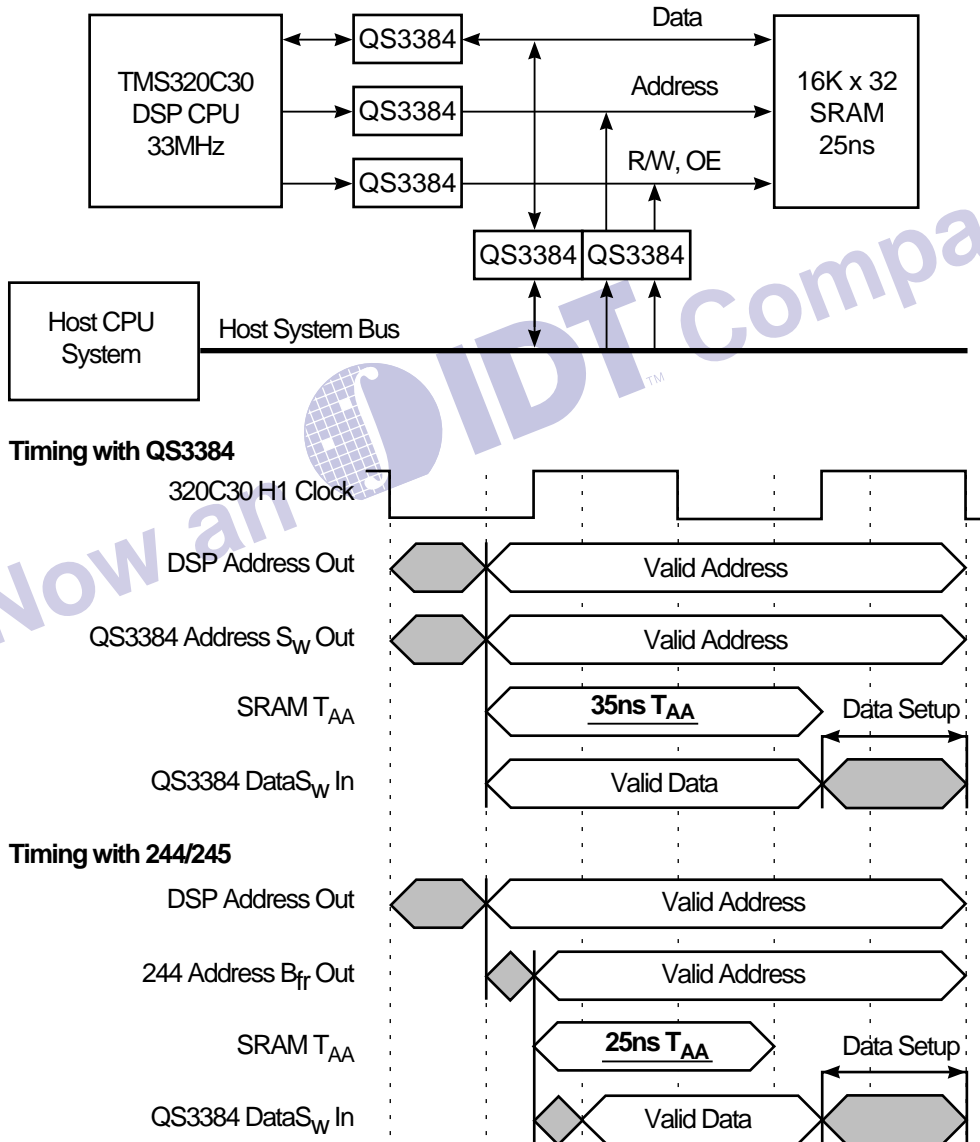 Data
QS3384
TMS320C30
DSP CPU
33MHz
Address
QS3384
16K x 32
SRAM
25ns
R/W, OE
QS3384
QS3384 QS3384
Host CPU
System
Host System Bus
Now an IDT Compa
TM
Timing with QS3384
320C30 H1 Clock
DSP Address Out Valid Address
QS3384 Address SW Out Valid Address
SRAM TAA 35ns TAA Data Setup
QS3384 DataSW In Valid Data
Timing with 244/245
DSP Address Out Valid Address
244 Address Bfr Out Valid Address
SRAM TAA 25ns TAA Data Setup
QS3384 DataSW In Valid Data